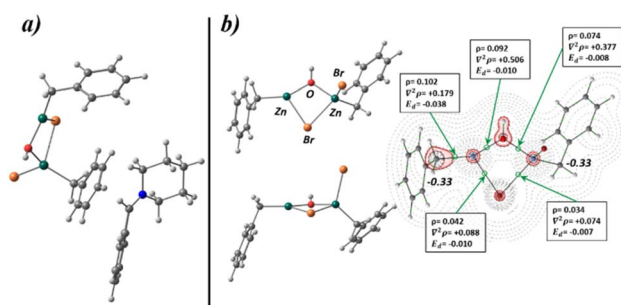 a)
b)
Br
O
Zn
Zn
Br
ρ= 0.102
∇²ρ= +0.179
E_d = -0.038
ρ= 0.092
∇²ρ= +0.506
E_d = -0.010
ρ= 0.074
∇²ρ= +0.377
E_d = -0.008
-0.33
-0.33
ρ= 0.042
∇²ρ= +0.088
E_d = -0.010
ρ= 0.034
∇²ρ= +0.074
E_d = -0.007